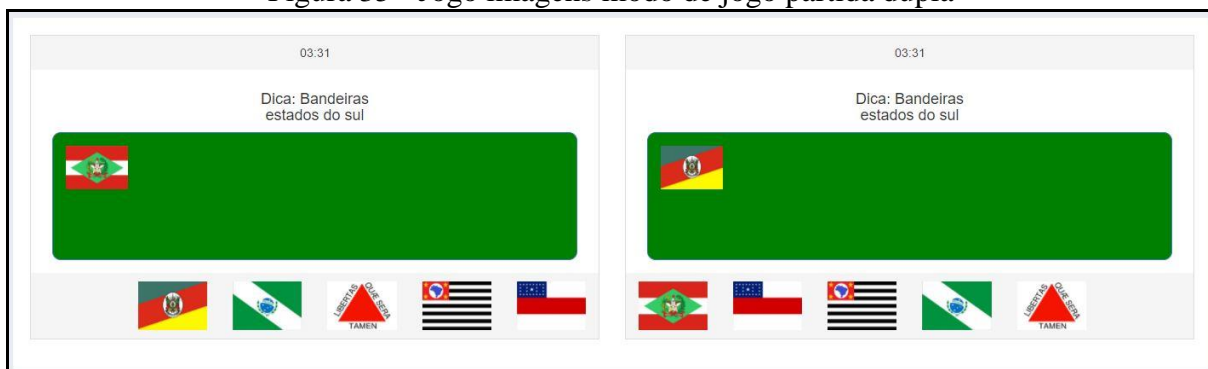 Figura 35 - Jogo Imagens modo de jogo partida dupla
03:31
Dica: Bandeiras
estados do sul
LIBERTAS QUÆ SERA TAMEN
03:31
Dica: Bandeiras
estados do sul
LIBERTAS QUÆ SERA TAMEN